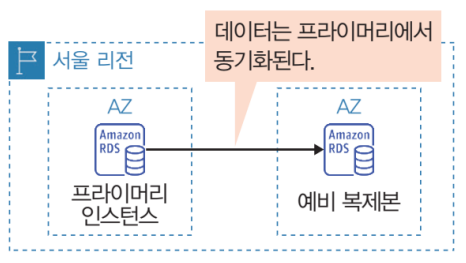 데이터는 프라이머리에서
동기화된다.
서울 리전
AZ
Amazon
RDS
프라이머리
인스턴스
AZ
Amazon
RDS
예비 복제본